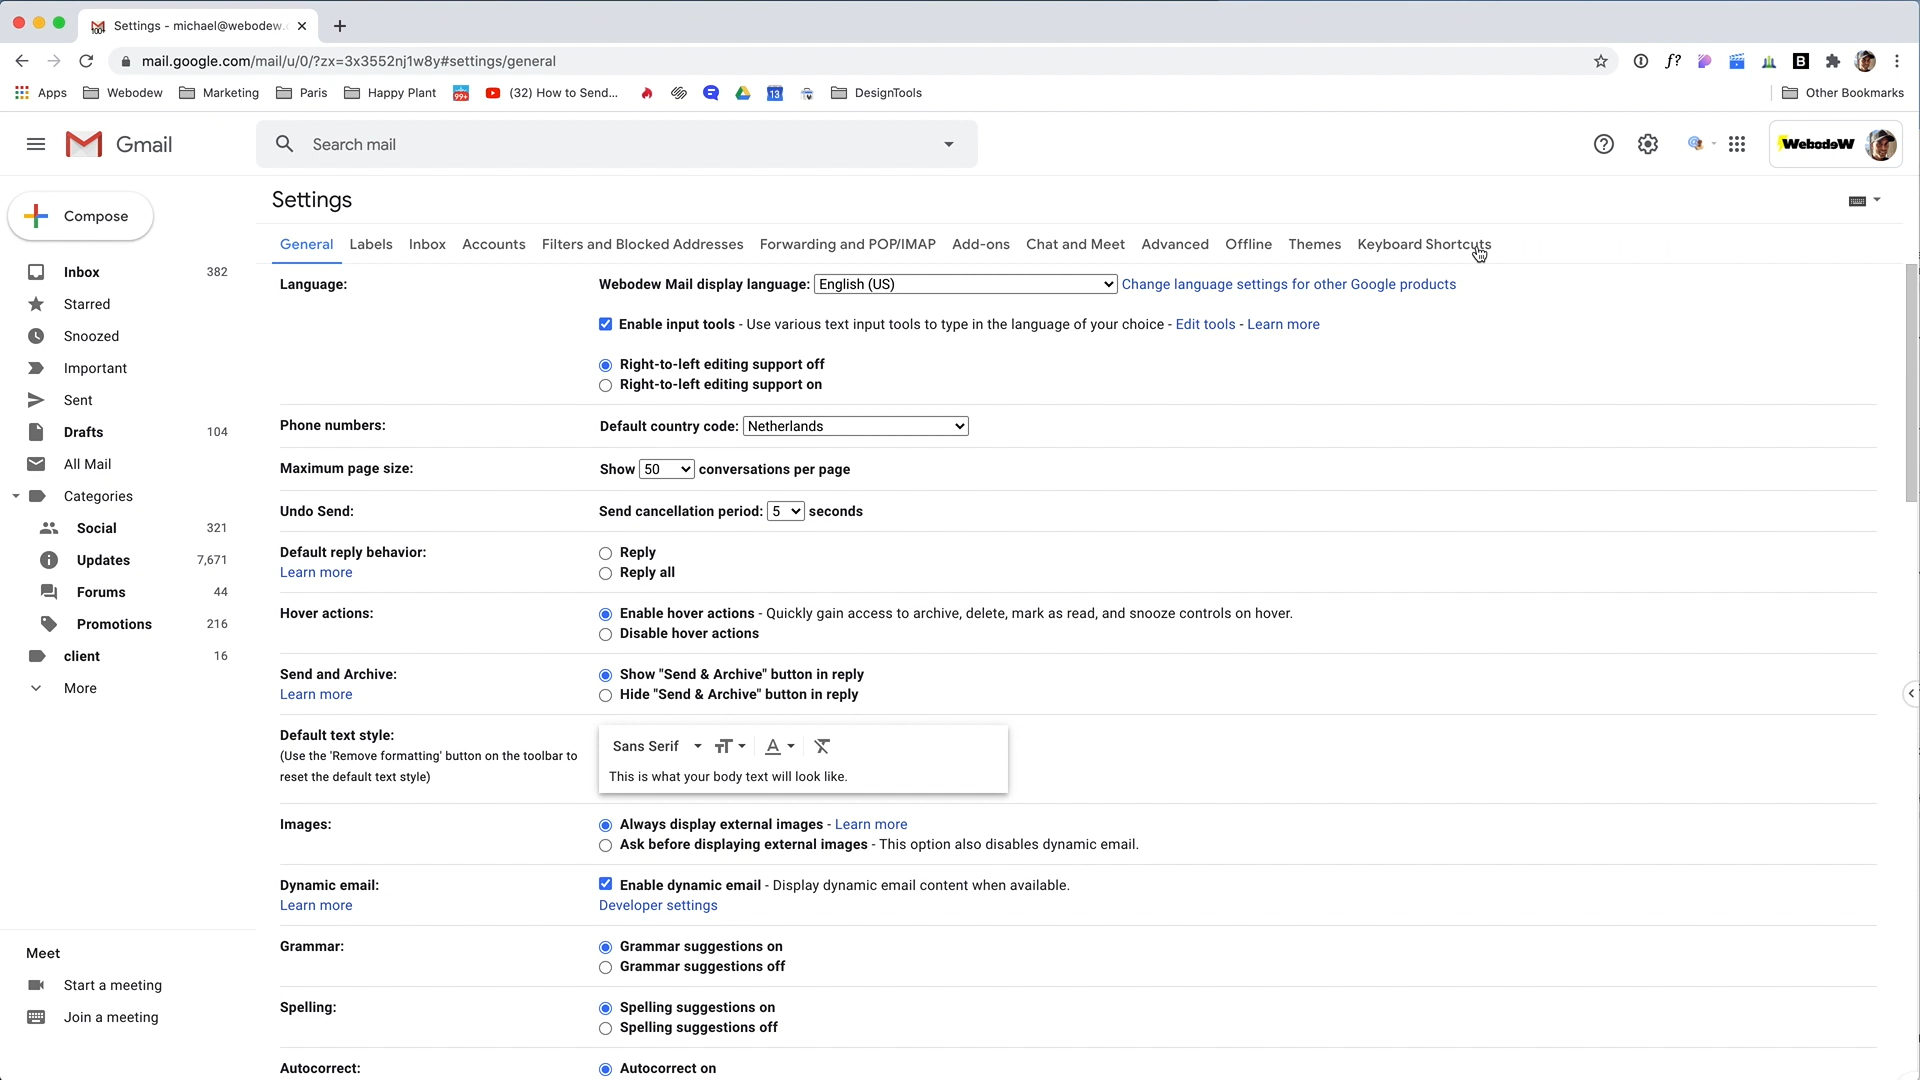 Settings - michael@webodew.
mail.google.com/mail/u/0/?zx=3x3552nj1w8y#settings/general
Apps Webodew Marketing Paris Happy Plant 99+ (32) How to Send... 13 DesignTools Other Bookmarks
Gmail
Search mail
WebodeW
Compose
Inbox 382
Starred
Snoozed
Important
Sent
Drafts 104
All Mail
Categories
Social 321
Updates 7,671
Forums 44
Promotions 216
client 16
More
Meet
Start a meeting
Join a meeting
Settings
General Labels Inbox Accounts Filters and Blocked Addresses Forwarding and POP/IMAP Add-ons Chat and Meet Advanced Offline Themes Keyboard Shortcuts
Language: Webodew Mail display language: English (US) Change language settings for other Google products
Enable input tools - Use various text input tools to type in the language of your choice - Edit tools - Learn more
Right-to-left editing support off
Right-to-left editing support on
Phone numbers: Default country code: Netherlands
Maximum page size: Show 50 conversations per page
Undo Send: Send cancellation period: 5 seconds
Default reply behavior: Reply
Learn more Reply all
Hover actions: Enable hover actions - Quickly gain access to archive, delete, mark as read, and snooze controls on hover.
Disable hover actions
Send and Archive: Show "Send & Archive" button in reply
Learn more Hide "Send & Archive" button in reply
Default text style:
(Use the 'Remove formatting' button on the toolbar to
reset the default text style)
Sans Serif
This is what your body text will look like.
Images: Always display external images - Learn more
Ask before displaying external images - This option also disables dynamic email.
Dynamic email: Enable dynamic email - Display dynamic email content when available.
Learn more Developer settings
Grammar: Grammar suggestions on
Grammar suggestions off
Spelling: Spelling suggestions on
Spelling suggestions off
Autocorrect: Autocorrect on